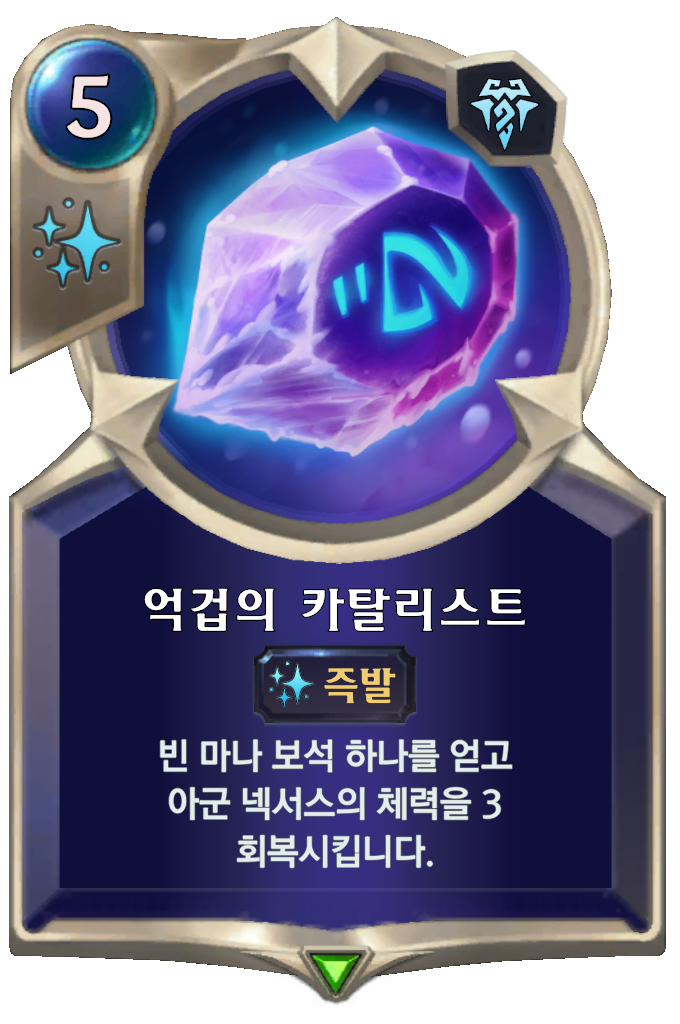 5
억겁의 카탈리스트
즉발
빈 마나 보석 하나를 얻고
아군 넥서스의 체력을 3
회복시킵니다.